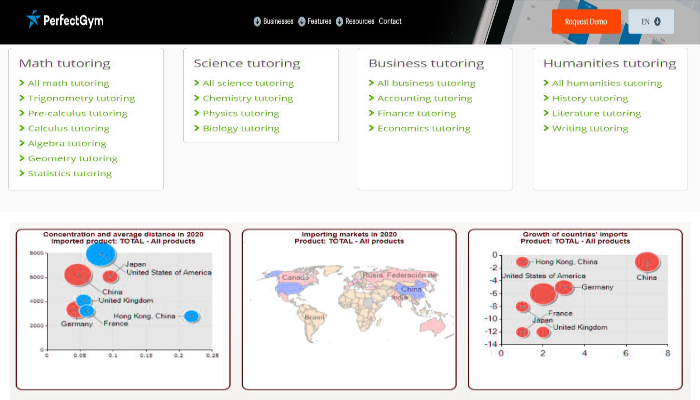 PerfectGym
Businesses Features Resources Contact
Request Demo
EN
Math tutoring
All math tutoring
Trigonometry tutoring
Pre-calculus tutoring
Calculus tutoring
Algebra tutoring
Geometry tutoring
Statistics tutoring
Science tutoring
All science tutoring
Chemistry tutoring
Physics tutoring
Biology tutoring
Business tutoring
All business tutoring
Accounting tutoring
Finance tutoring
Economics tutoring
Humanities tutoring
All humanities tutoring
History tutoring
Literature tutoring
Writing tutoring
Concentration and average distance in 2020
Imported product: TOTAL - All products
8000
6000
4000
2000
0
Japan
United States of America
China
United Kingdom
Hong Kong, China
Germany
France
0 0.05 0.1 0.15 0.2 0.25
Importing markets in 2020
Product: TOTAL - All products
Canadá
Rusia, Federación de
China
India
Brasil
Growth of countries' imports
Product: TOTAL - All products
0
-2
-4
-6
-8
-10
-12
-14
Hong Kong, China
China
United States of America
Germany
France
Japan
United Kingdom
0 2 4 6 8